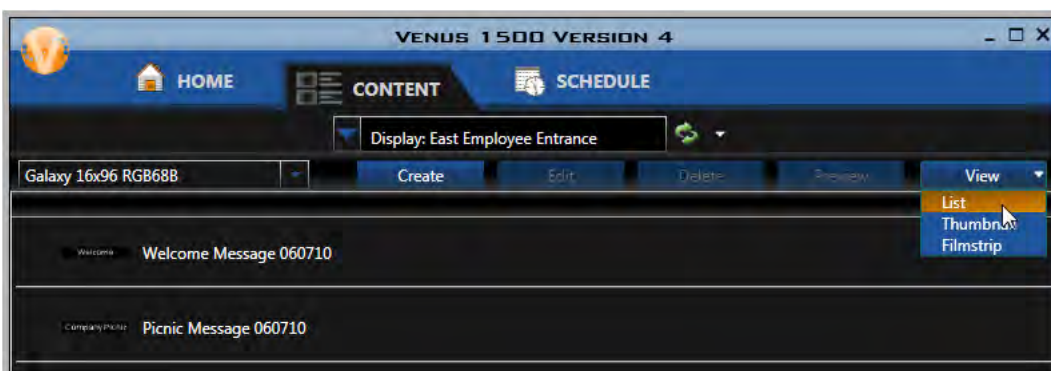 VENUS 1500 VERSION 4
HOME
CONTENT
SCHEDULE
Display: East Employee Entrance
Galaxy 16x96 RGB68B
Create
Edit
Delete
Preview
View
List
Thumbnail
Filmstrip
Welcome
Welcome Message 060710
Company Picnic
Picnic Message 060710